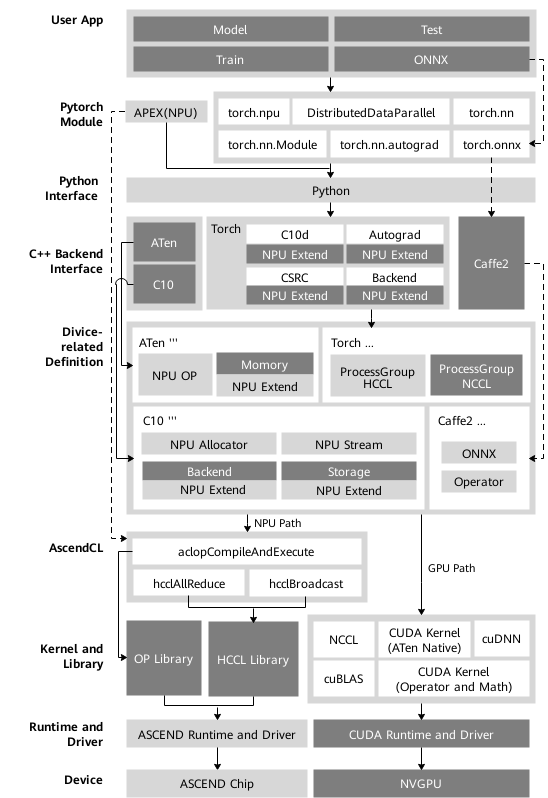 User App
Model
Test
Train
ONNX
Pytorch
Module
APEX(NPU)
torch.npu
DistributedDataParallel
torch.nn
torch.nn.Module
torch.nn.autograd
torch.onnx
Python
Interface
Python
C++ Backend
Interface
ATen
C10
Torch
C10d
NPU Extend
Autograd
NPU Extend
CSRC
NPU Extend
Backend
NPU Extend
Caffe2
Divice-
related
Definition
ATen '''
NPU OP
Momory
NPU Extend
Torch ...
ProcessGroup
HCCL
ProcessGroup
NCCL
C10 '''
NPU Allocator
NPU Stream
Backend
NPU Extend
Storage
NPU Extend
Caffe2 ...
ONNX
Operator
NPU Path
AscendCL
aclopCompileAndExecute
hcclAllReduce
hcclBroadcast
GPU Path
Kernel and
Library
OP Library
HCCL Library
NCCL
CUDA Kernel
(ATen Native)
cuDNN
cuBLAS
CUDA Kernel
(Operator and Math)
Runtime and
Driver
ASCEND Runtime and Driver
CUDA Runtime and Driver
Device
ASCEND Chip
NVGPU